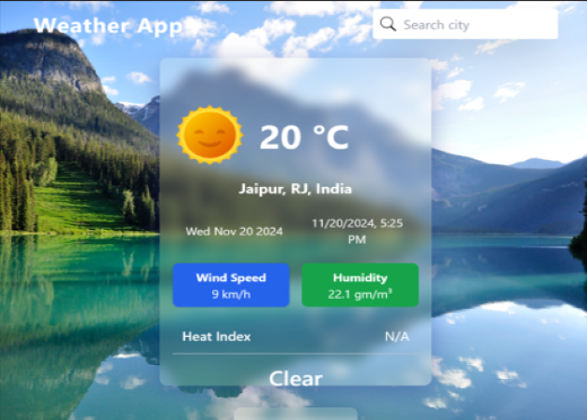 Weather App
Search city
20 °C
Jaipur, RJ, India
Wed Nov 20 2024
11/20/2024, 5:25
PM
Wind Speed
9 km/h
Humidity
22.1 gm/m³
Heat Index N/A
Clear